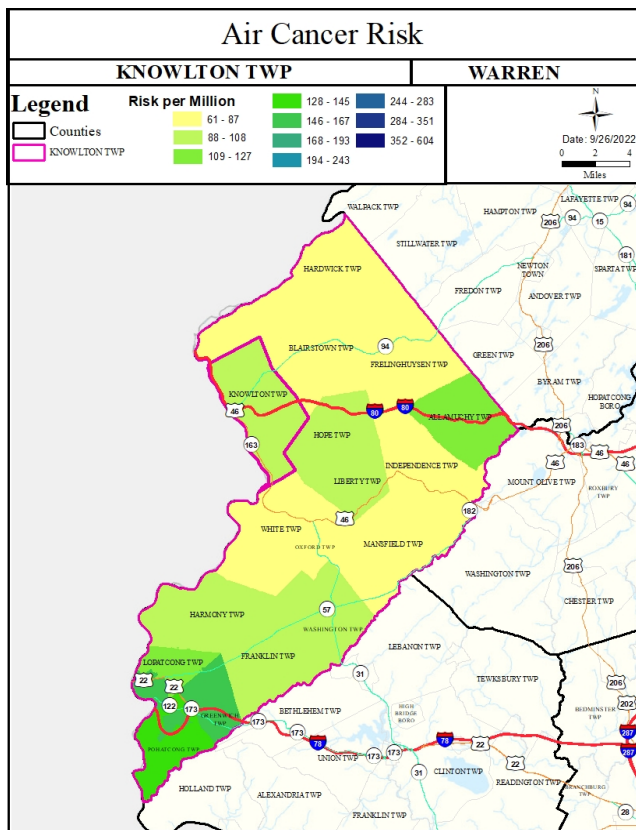 Air Cancer Risk
KNOWLTON TWP
WARREN
Legend
Counties
KNOWLTON TWP
Risk per Million
61 - 87
88 - 108
109 - 127
128 - 145
146 - 167
168 - 193
194 - 243
244 - 283
284 - 351
352 - 604
N
Date: 9/26/2022
0 2 4
Miles
WALPACK TWP
LAFAYETTE TWP
94
HAMPTON TWP
206
94
15
STILLWATER TWP
181
HARDWICK TWP
NEWTON
TOWN
SPARTA TWP
FREDON TWP
ANDOVER TWP
94
206
BLAIRSTOWN TWP
GREEN TWP
FRELINGHUYSEN TWP
BYRAM TWP
KNOWLTON TWP
HOPATCONG
BORO
46
80
80
ALLAMUCHY TWP
206
163
HOPE TWP
183
46
46
46
INDEPENDENCE TWP
LIBERTY TWP
MOUNT OLIVE TWP
ROXBURY
TWP
46
182
WHITE TWP
OXFORD TWP
MANSFIELD TWP
206
WASHINGTON TWP
CHESTER TWP
HARMONY TWP
57
WASHINGTON TWP
LEBANON TWP
LOPATCONG TWP
FRANKLIN TWP
31
TEWKSBURY TWP
22
22
206
202
122
173
GREENWICH
TWP
BETHLEHEM TWP
HIGH
BRIDGE
BORO
BEDMINSTER
TWP
173
173
78
78
287
POHATCONG TWP
UNION TWP
173
173
22
287
31
CLINTON TWP
22
READINGTON TWP
HOLLAND TWP
ALEXANDRIA TWP
BRANCHBURG
TWP
FRANKLIN TWP
28